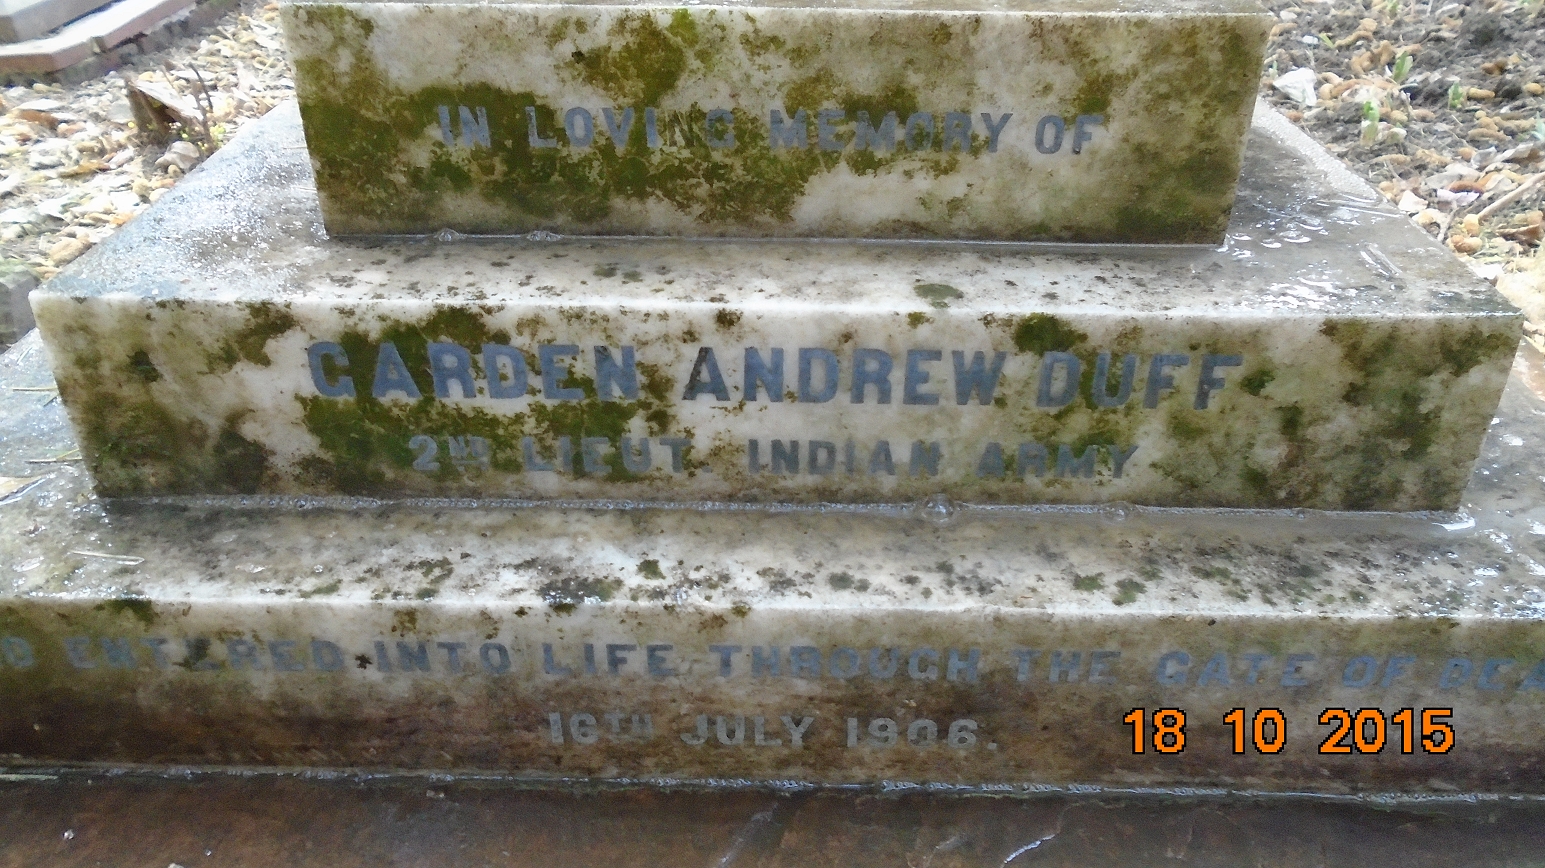 IN LOVING MEMORY OF
GARDEN ANDREW DUFF
2ND LIEUT. INDIAN ARMY
ENTERED INTO LIFE THROUGH THE GATE OF
16TH JULY 1906.
18 10 2015